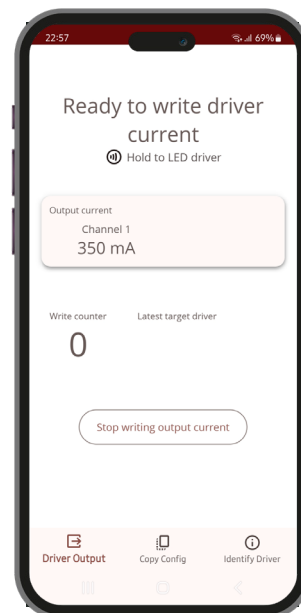 22:57 69%
Ready to write driver
current
Hold to LED driver
Output current
Channel 1
350 mA
Write counter Latest target driver
0
Stop writing output current
Driver Output Copy Config Identify Driver